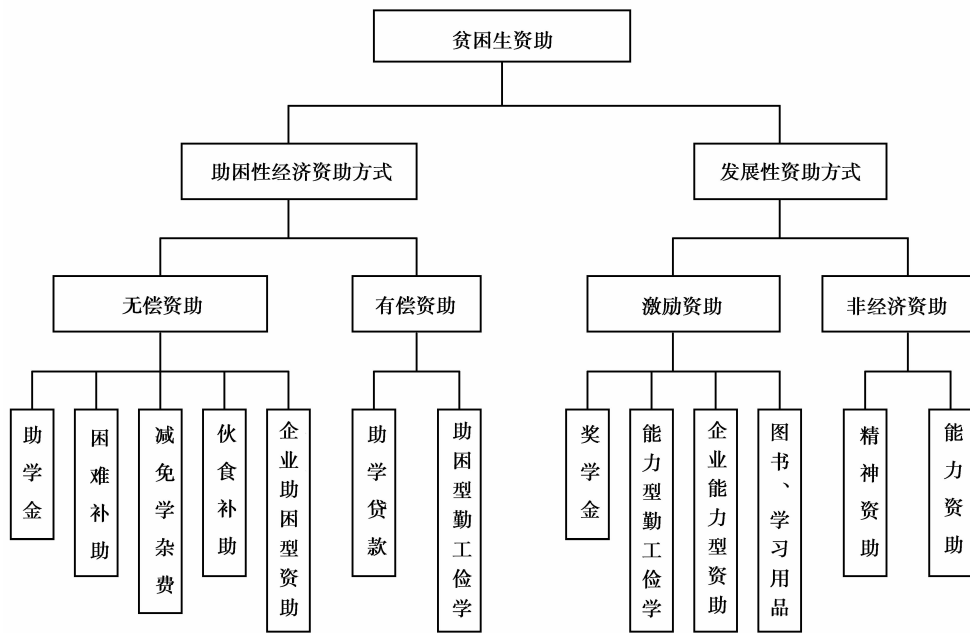 贫困生资助
助困性经济资助方式
发展性资助方式
无偿资助
有偿资助
激励资助
非经济资助
助学金
困难补助
减免学杂费
伙食补助
企业助困型资助
助学贷款
助困型勤工俭学
奖学金
能力型勤工俭学
企业能力型资助
图书、学习用品
精神资助
能力资助